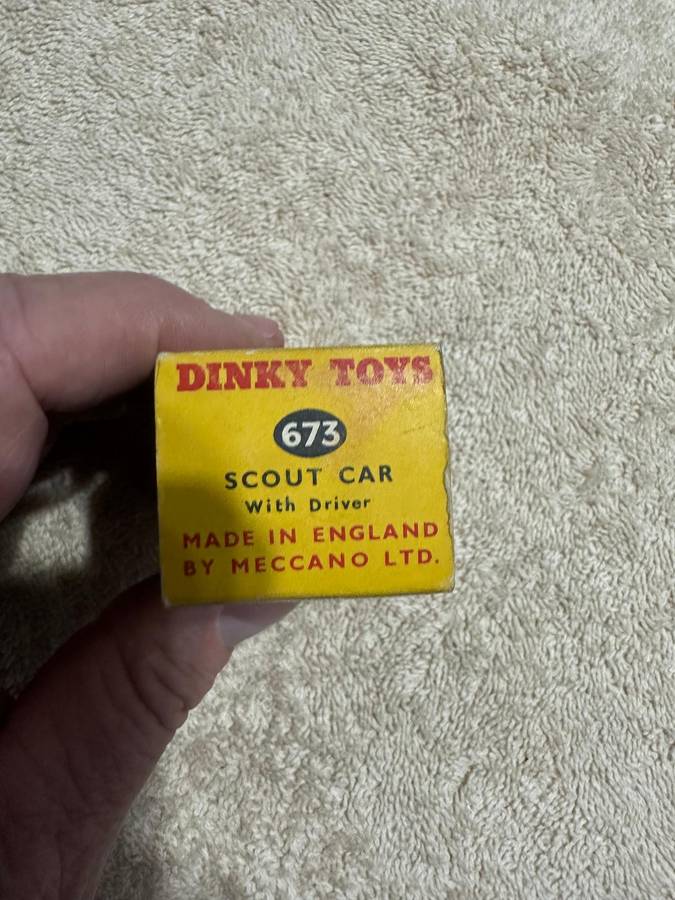 DINKY TOYS
673
SCOUT CAR
With Driver
MADE IN ENGLAND
BY MECCANO LTD.